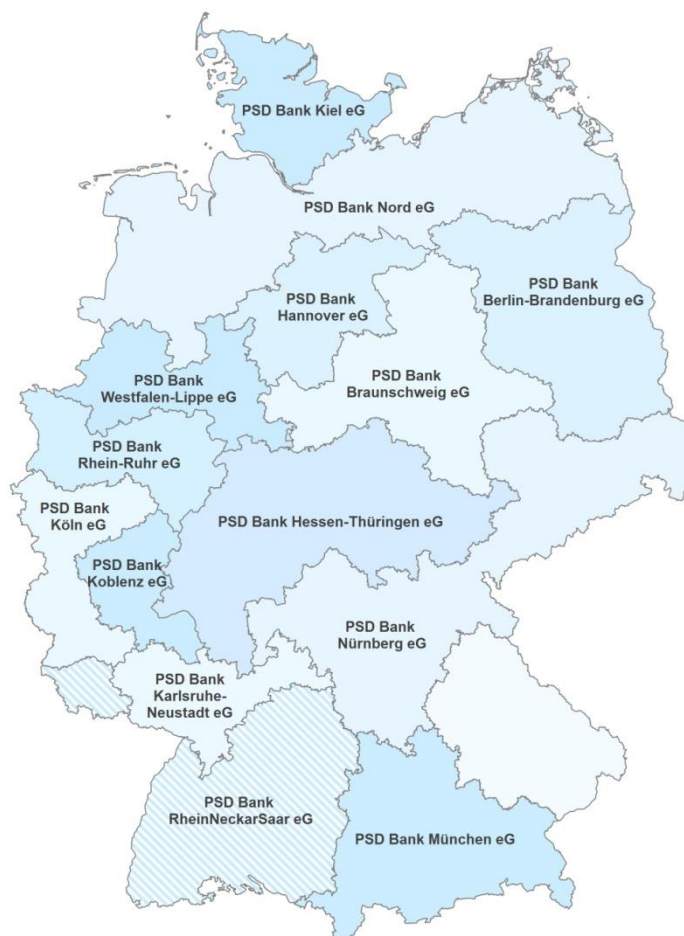 PSD Bank Kiel eG
PSD Bank Nord eG
PSD Bank
Berlin-Brandenburg eG
PSD Bank
Hannover eG
PSD Bank
Braunschweig eG
PSD Bank
Westfalen-Lippe eG
PSD Bank
Rhein-Ruhr eG
PSD Bank
Köln eG
PSD Bank Hessen-Thüringen eG
PSD Bank
Koblenz eG
PSD Bank
Nürnberg eG
PSD Bank
Karlsruhe-
Neustadt eG
PSD Bank
RheinNeckarSaar eG
PSD Bank München eG